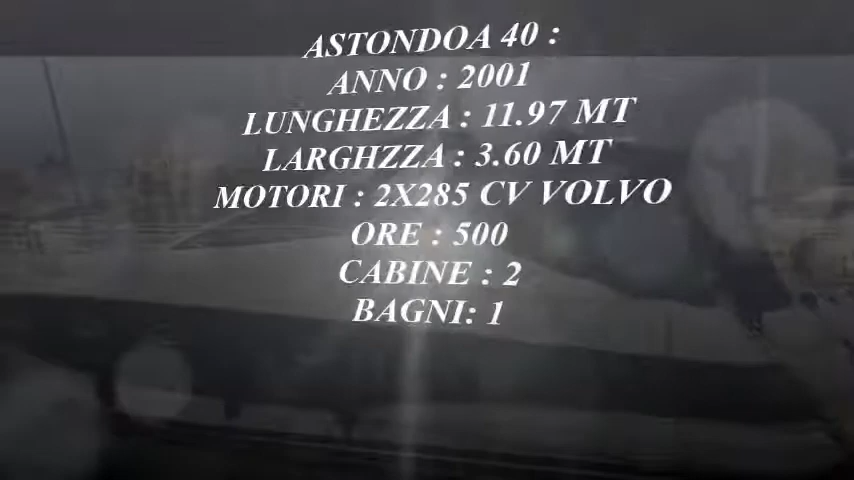 ASTONDOA 40 :
ANNO : 2001
LUNGHEZZA : 11.97 MT
LARGHZZA : 3.60 MT
MOTORI : 2X285 CV VOLVO
ORE : 500
CABINE : 2
BAGNI: 1